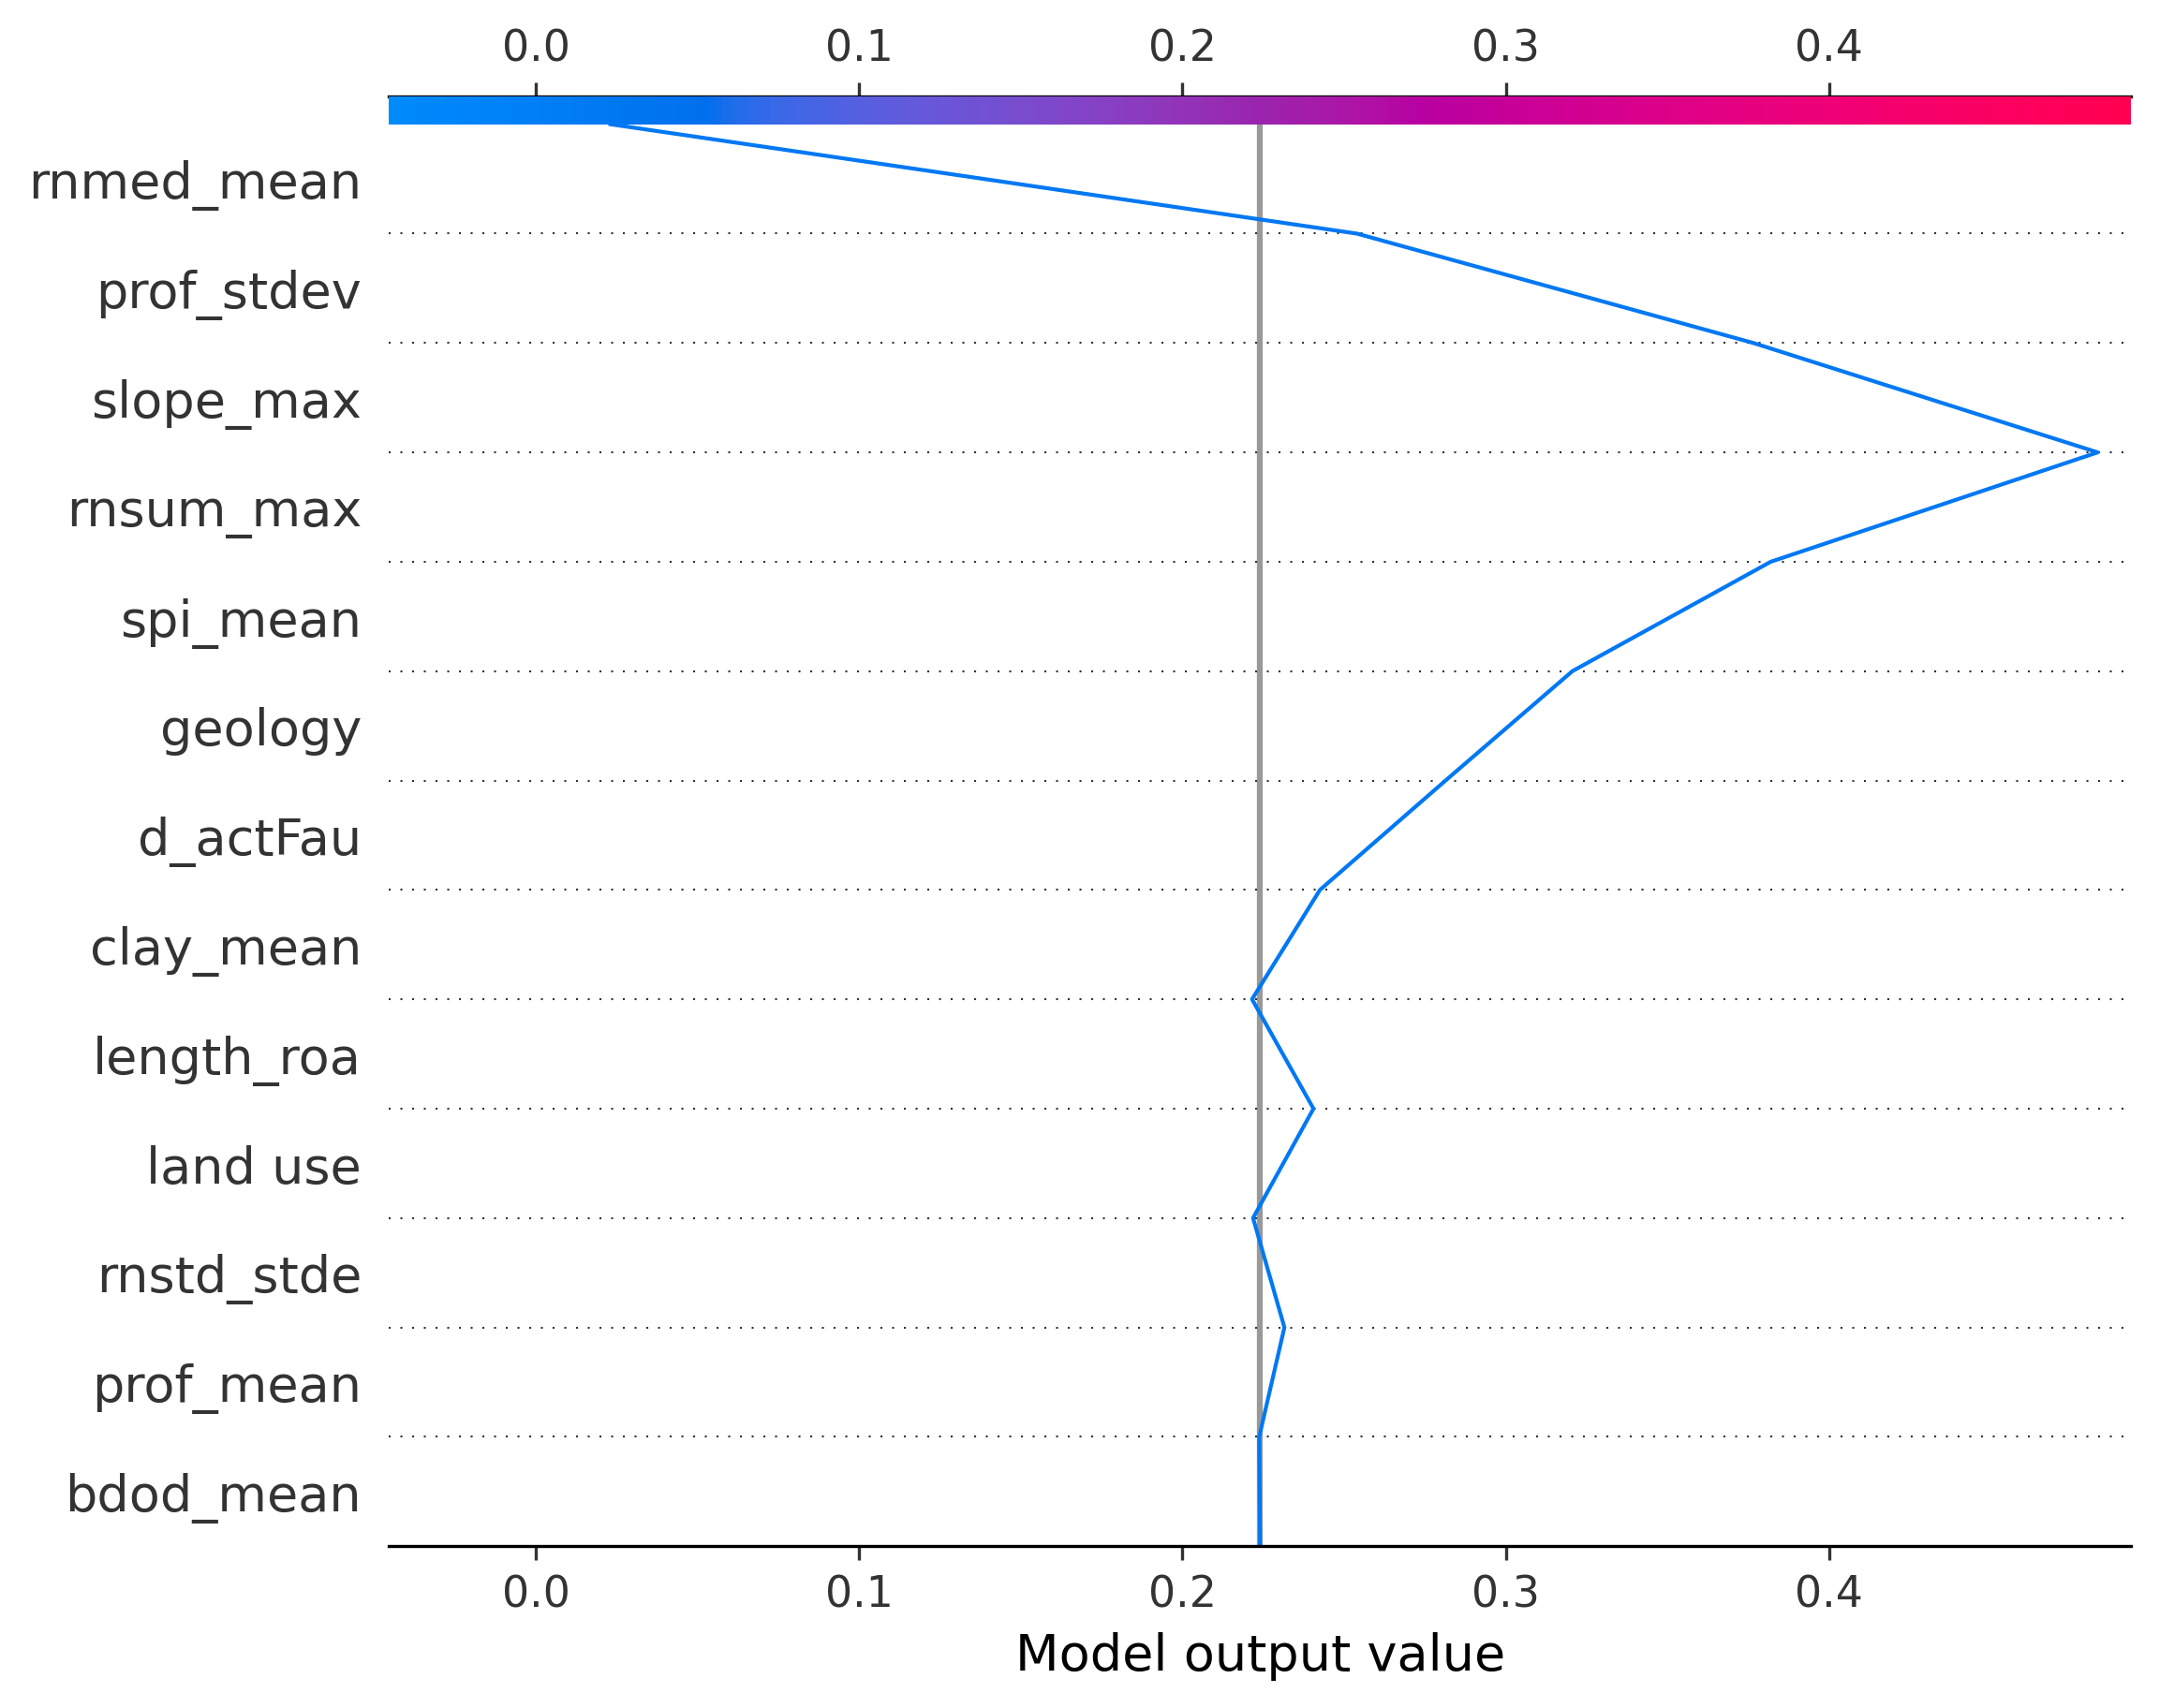 0.0 0.1 0.2 0.3 0.4
rnmed_mean
prof_stdev
slope_max
rnsum_max
spi_mean
geology
d_actFau
clay_mean
length_roa
land use
rnstd_stde
prof_mean
bdod_mean
0.0 0.1 0.2 0.3 0.4
Model output value